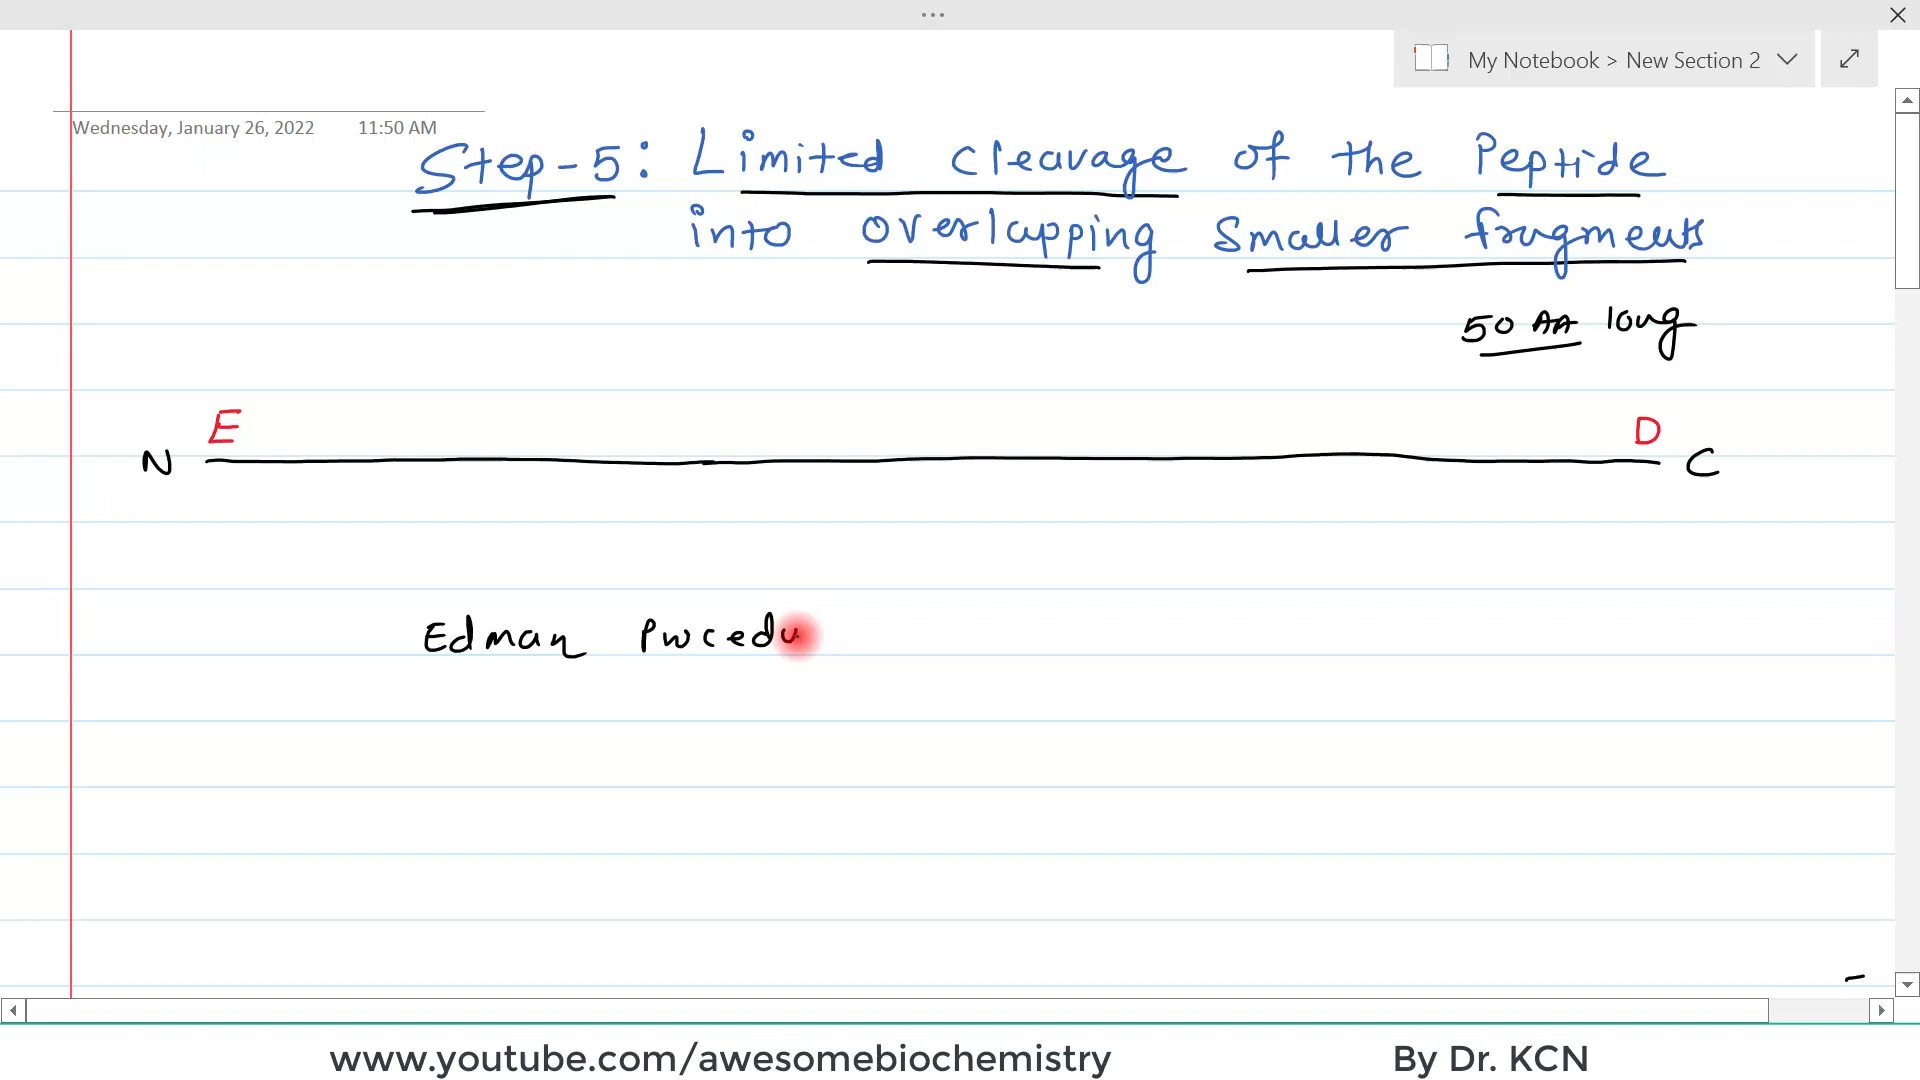 My Notebook > New Section 2
Wednesday, January 26, 2022 11:50 AM
Step-5: Limited cleavage of the Peptide
into overlapping smaller fragments
50 AA long
E D
N C
Edman Procedu
www.youtube.com/awesomebiochemistry By Dr. KCN